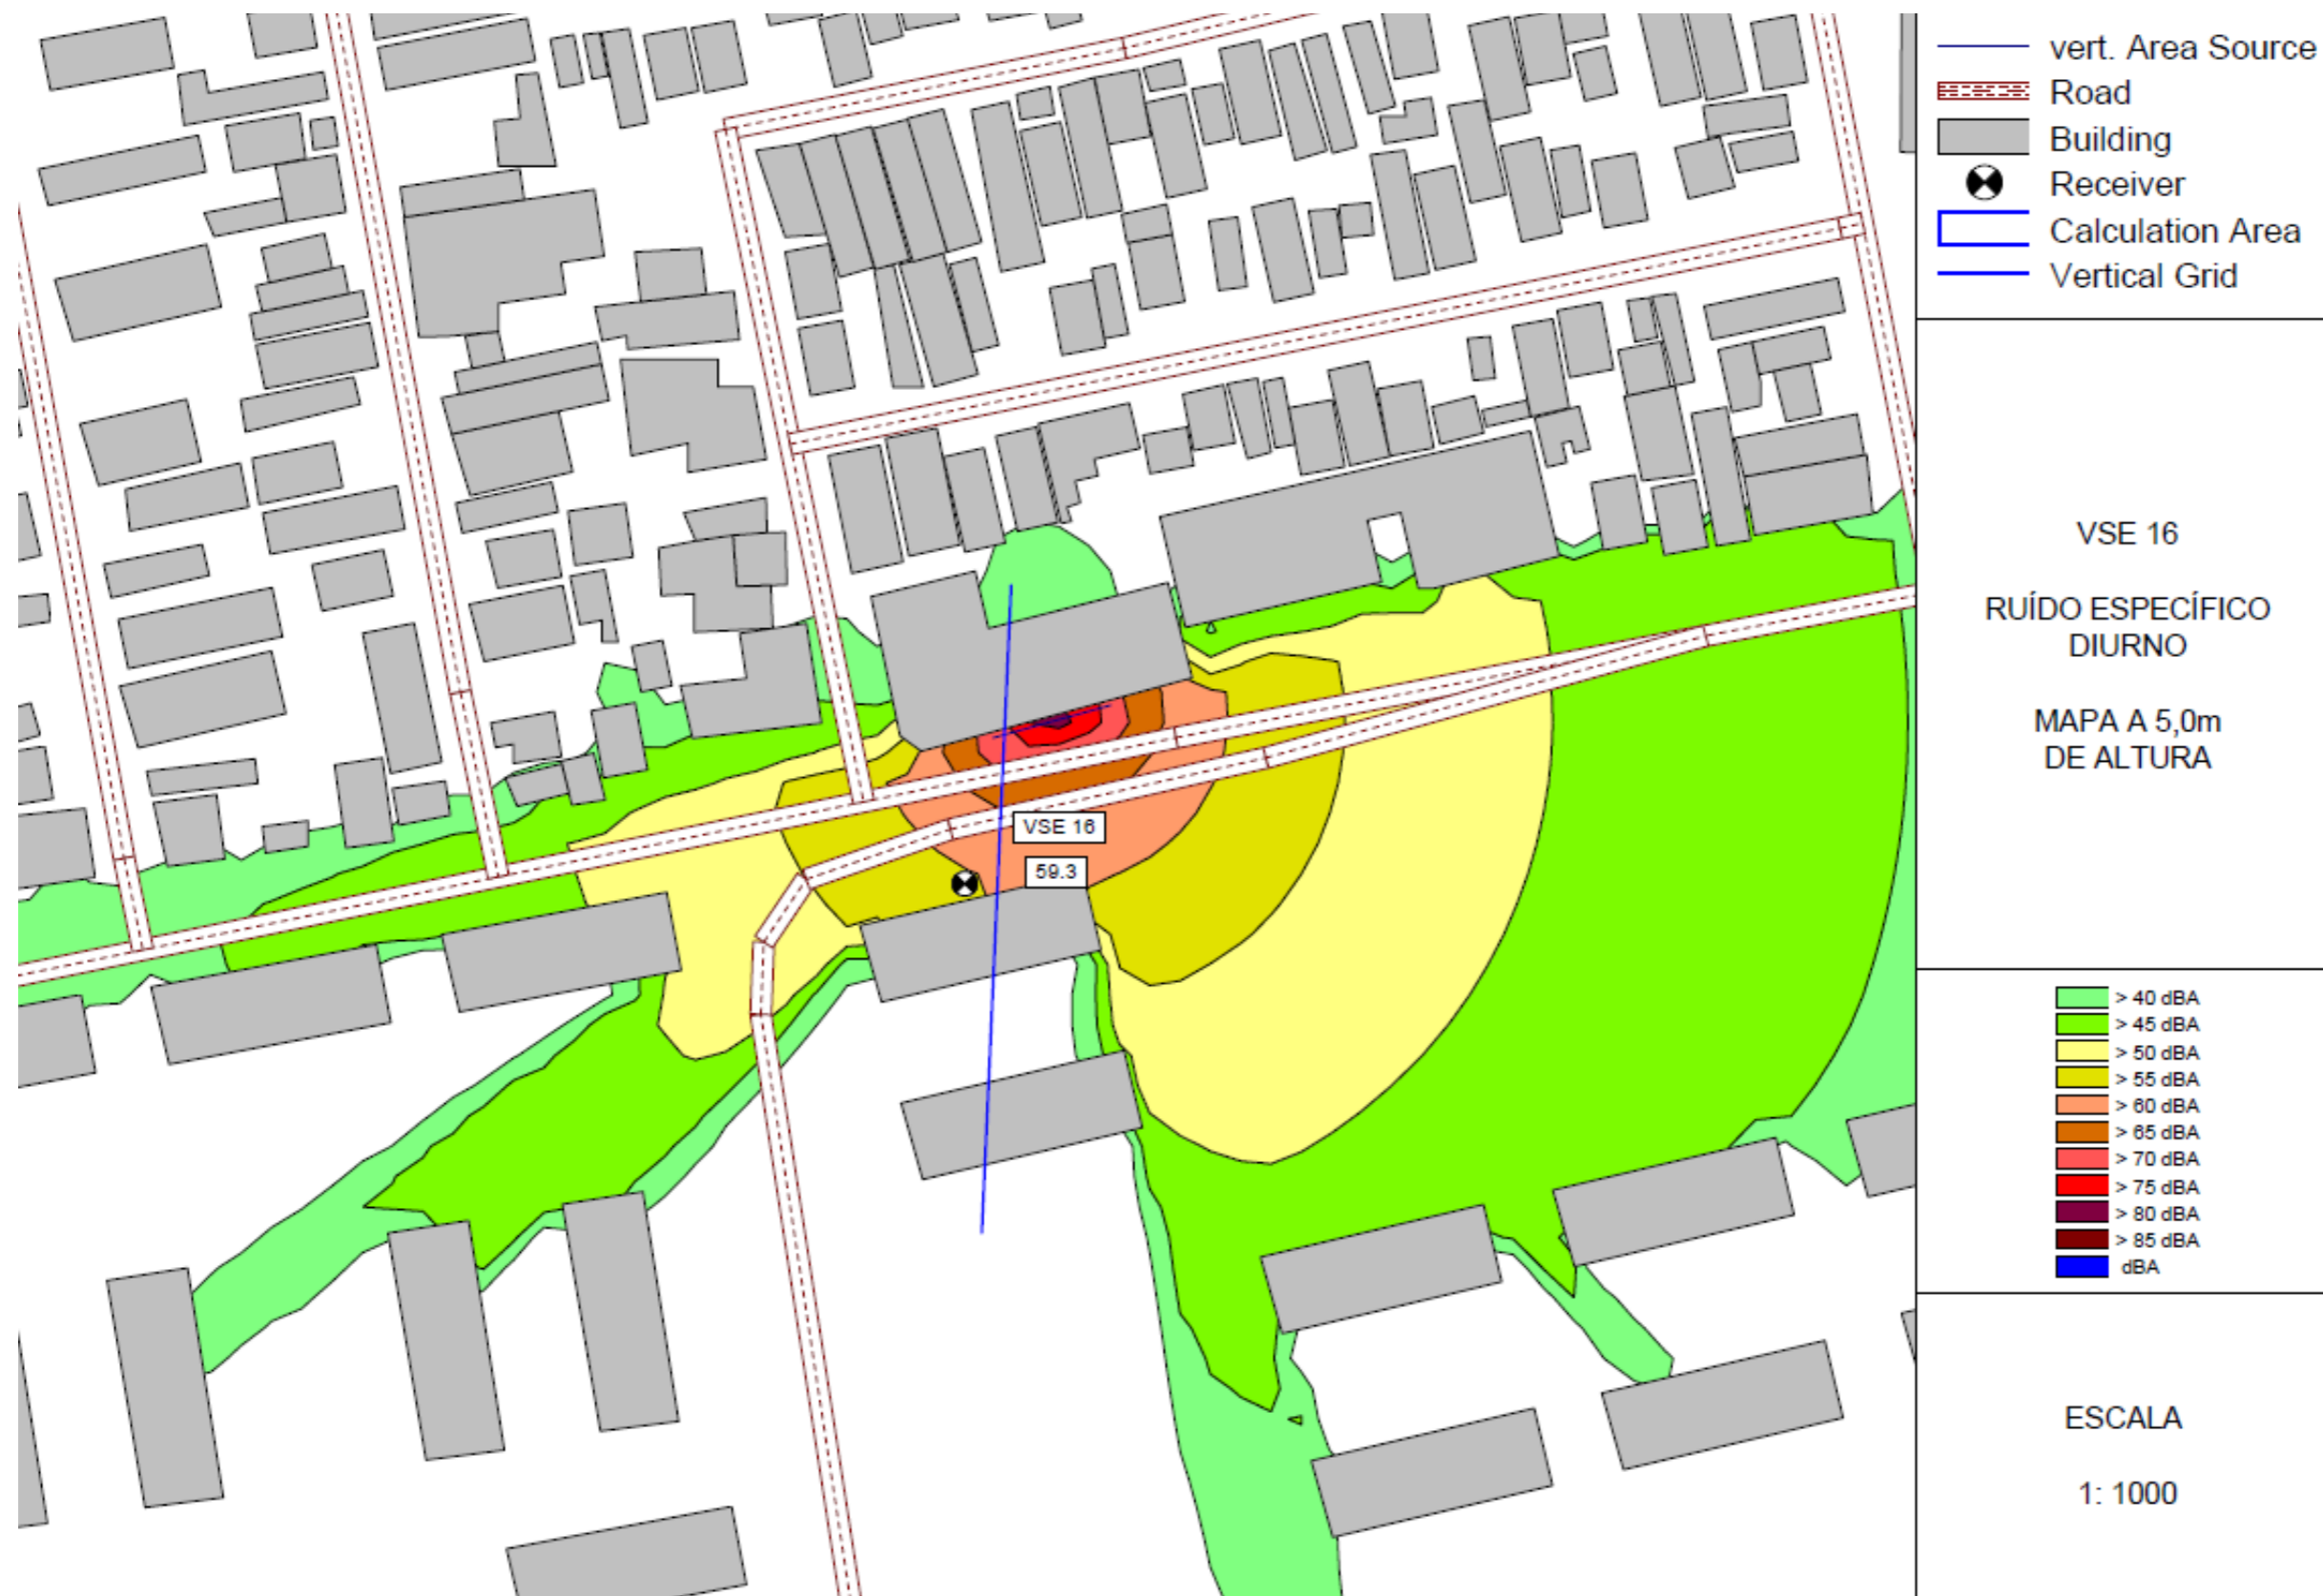 vert. Area Source
Road
Building
Receiver
Calculation Area
Vertical Grid
VSE 16
RUÍDO ESPECÍFICO
DIURNO
MAPA A 5,0m
DE ALTURA
VSE 16
59.3
> 40 dBA
> 45 dBA
> 50 dBA
> 55 dBA
> 60 dBA
> 65 dBA
> 70 dBA
> 75 dBA
> 80 dBA
> 85 dBA
dBA
ESCALA
1: 1000